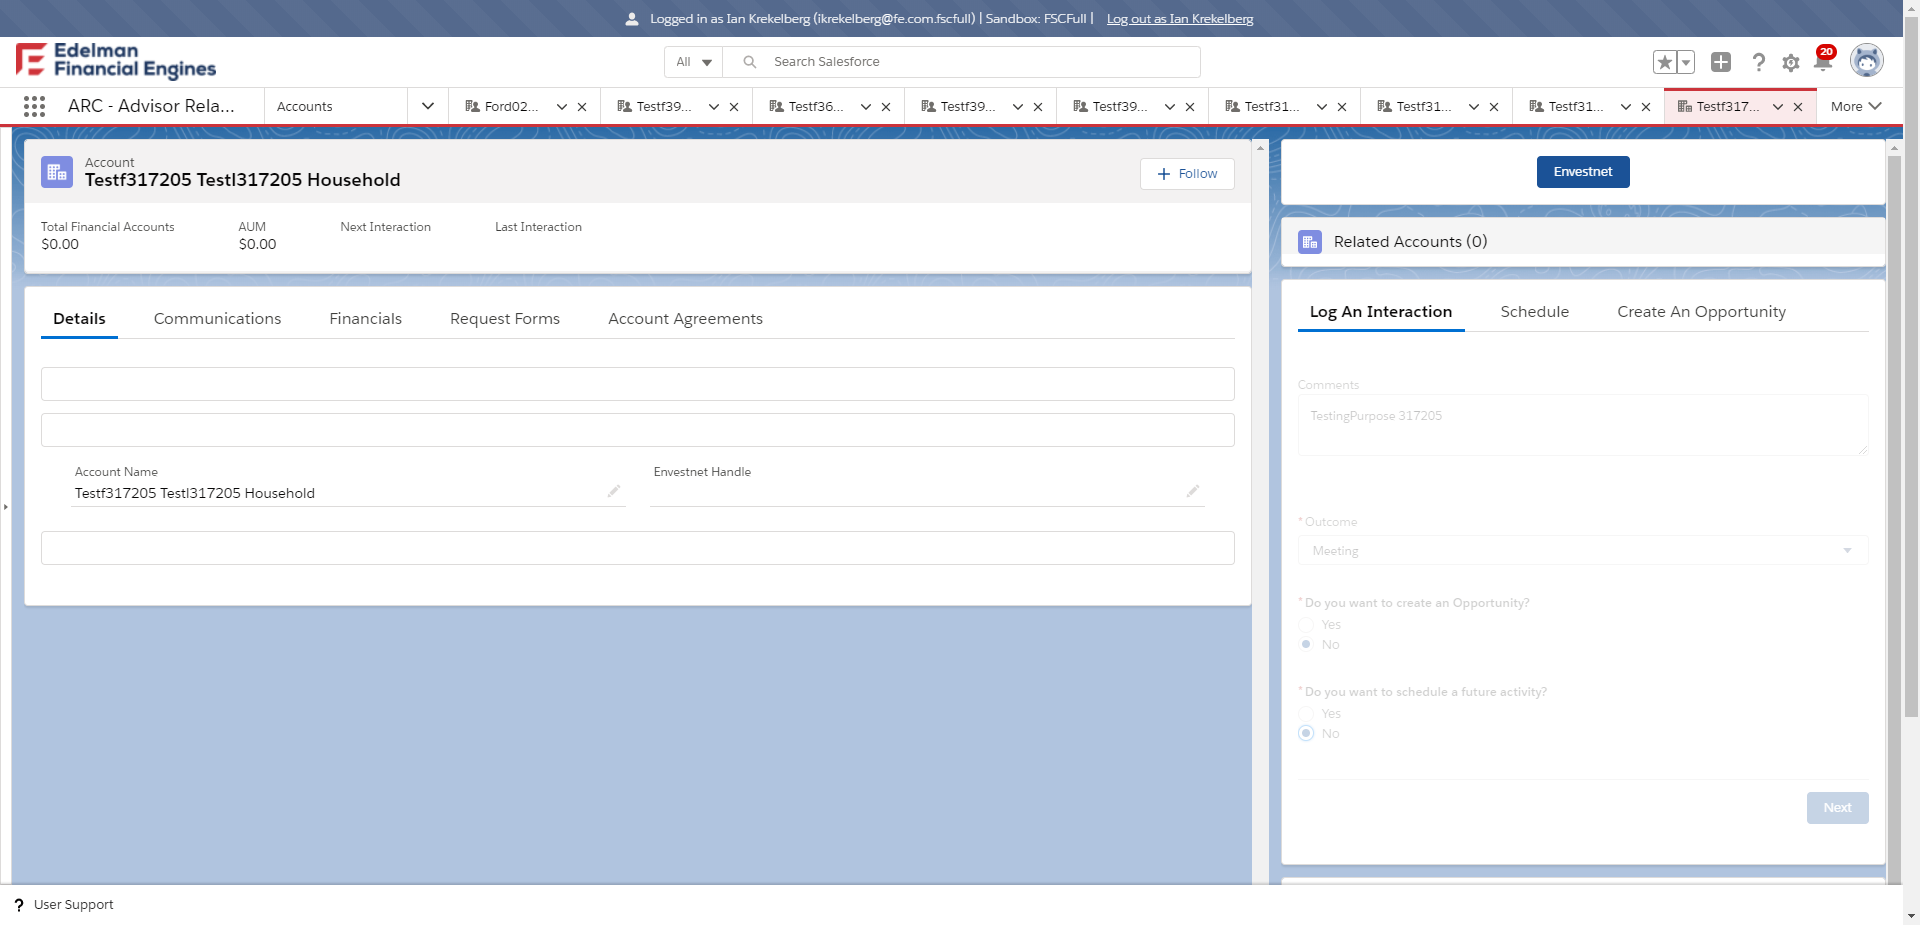 Logged in as Ian Krekelberg (ikrekelberg@fe.com.fscfull) | Sandbox: FSCFull | Log out as Ian Krekelberg
Edelman
Financial Engines
All
Search Salesforce
20
ARC - Advisor Rela...
Accounts
Ford02...
Testf39...
Testf36...
Testf39...
Testf39...
Testf31...
Testf31...
Testf31...
Testf317...
More
Account
Testf317205 Testl317205 Household
Follow
Total Financial Accounts
$0.00
AUM
$0.00
Next Interaction
Last Interaction
Details
Communications
Financials
Request Forms
Account Agreements
Account Name
Testf317205 Testl317205 Household
Envestnet Handle
Envestnet
Related Accounts (0)
Log An Interaction
Schedule
Create An Opportunity
Comments
TestingPurpose 317205
*Outcome
Meeting
*Do you want to create an Opportunity?
Yes
No
*Do you want to schedule a future activity?
Yes
No
Next
? User Support